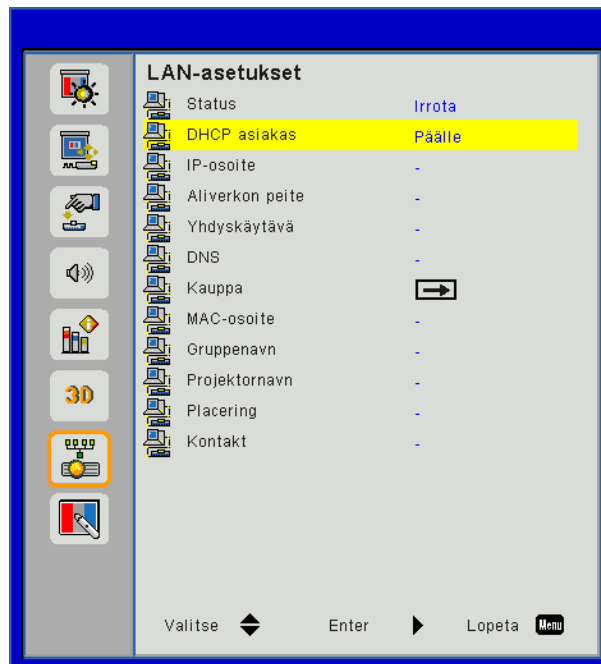 LAN-asetukset
Status Irrota
DHCP asiakas Päälle
IP-osoite -
Aliverkon peite -
Yhdyskäytävä -
DNS -
Kauppa
MAC-osoite -
Gruppenavn -
Projektornavn -
Placering -
Kontakt -
3D
Valitse Enter Lopeta Menu